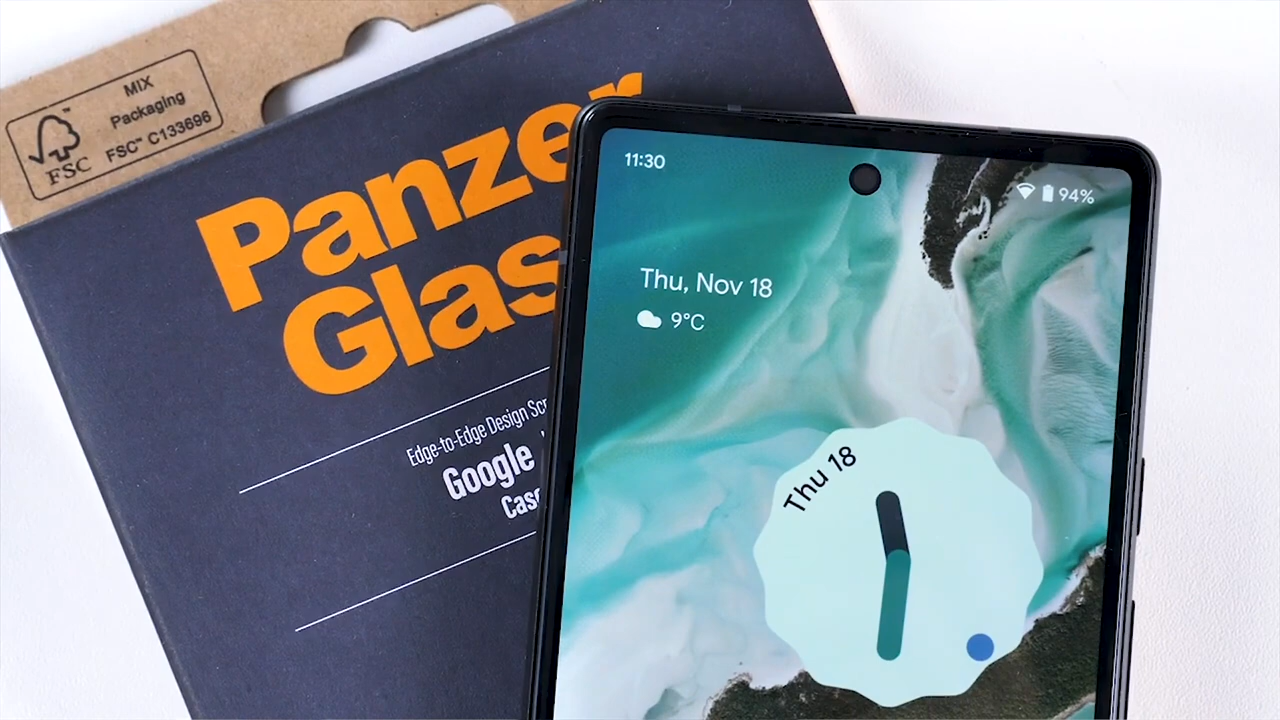 MIX
Packaging
FSC™ C133696
FSC
Panzer
Glas
Edge-to-Edge Design
Google
Case
11:30
94%
Thu, Nov 18
9°C
Thu 18